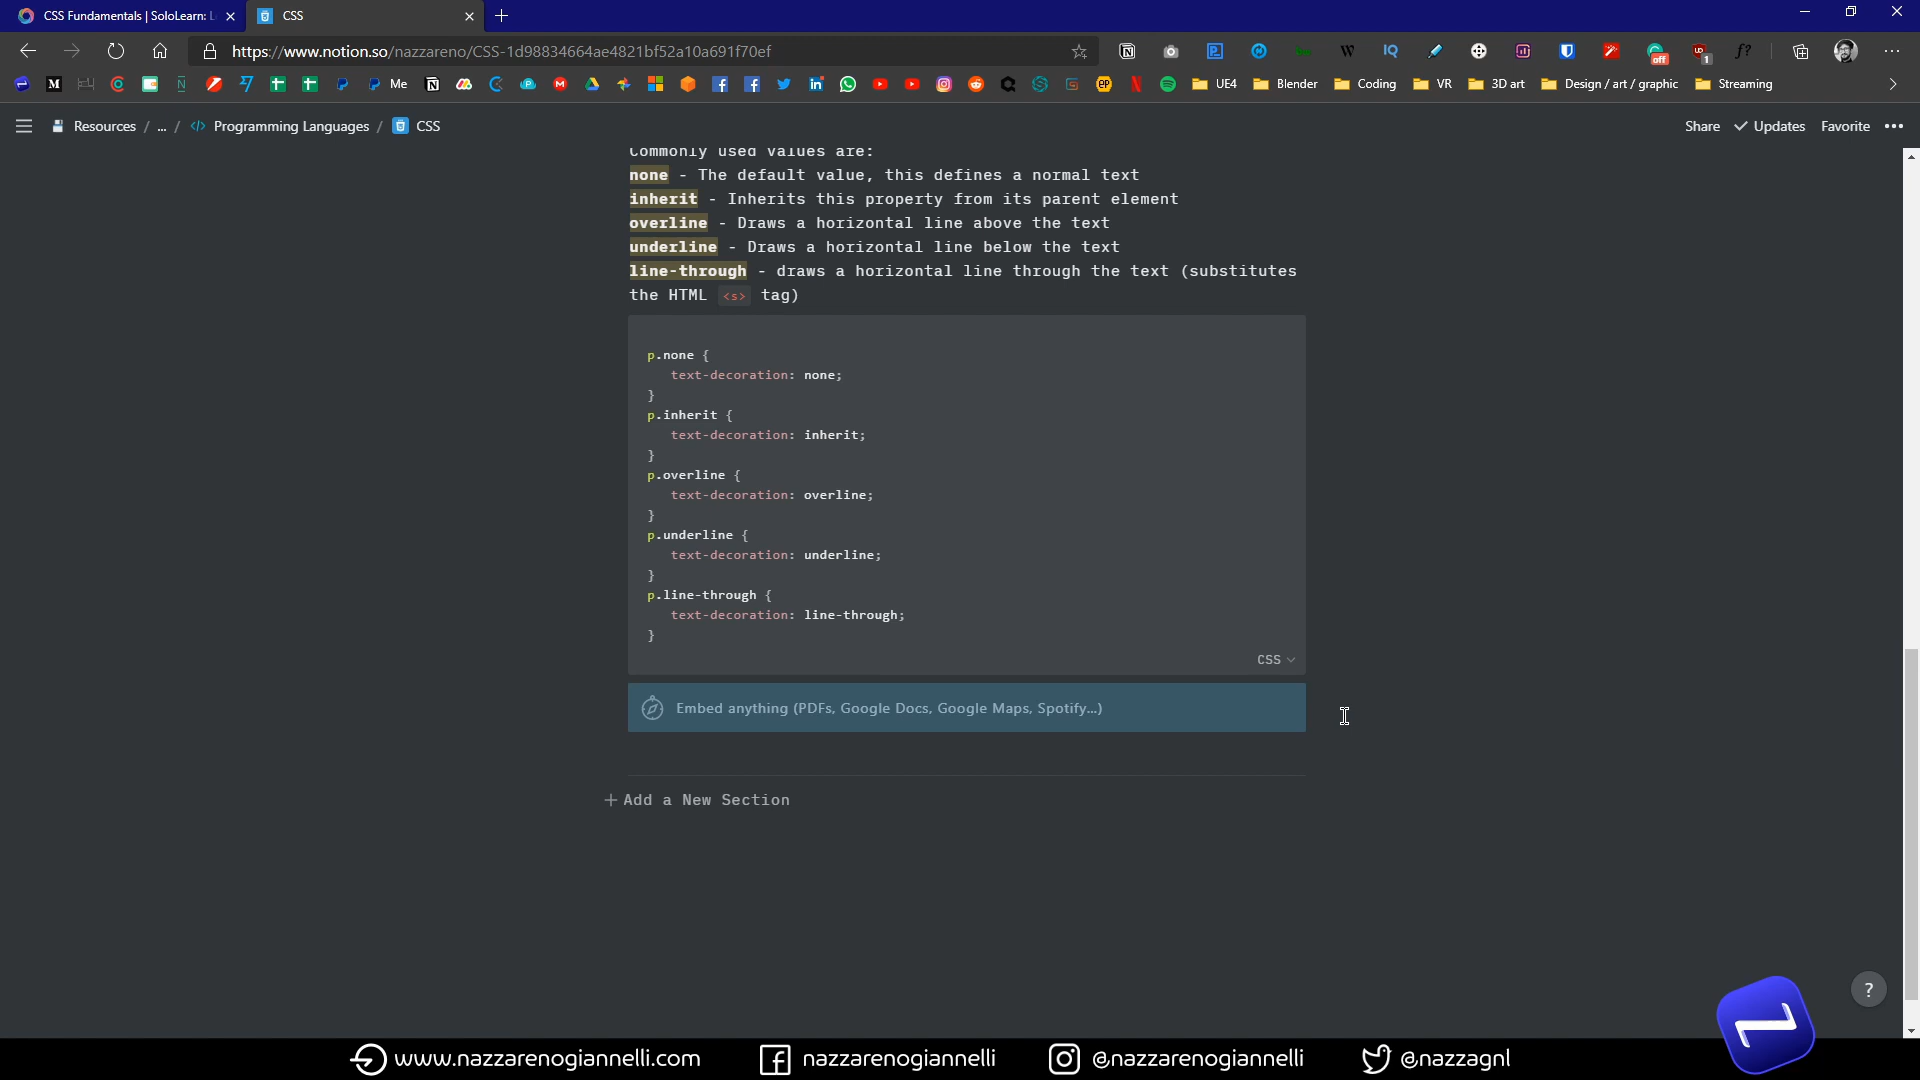 CSS Fundamentals | SoloLearn: L
CSS
https://www.notion.so/nazzareno/CSS-1d98834664ae4821bf52a10a691f70ef
off
1
Me
UE4
Blender
Coding
VR
3D art
Design / art / graphic
Streaming
Resources / ... / Programming Languages / CSS
Share
Updates
Favorite
Commonly used values are:
none - The default value, this defines a normal text
inherit - Inherits this property from its parent element
overline - Draws a horizontal line above the text
underline - Draws a horizontal line below the text
line-through - draws a horizontal line through the text (substitutes
the HTML <s> tag)
p.none {
text-decoration: none;
}
p.inherit {
text-decoration: inherit;
}
p.overline {
text-decoration: overline;
}
p.underline {
text-decoration: underline;
}
p.line-through {
text-decoration: line-through;
}
CSS
Embed anything (PDFs, Google Docs, Google Maps, Spotify...)
+ Add a New Section
?
www.nazzarenogiannelli.com
nazzarenogiannelli
@nazzarenogiannelli
@nazzagnl